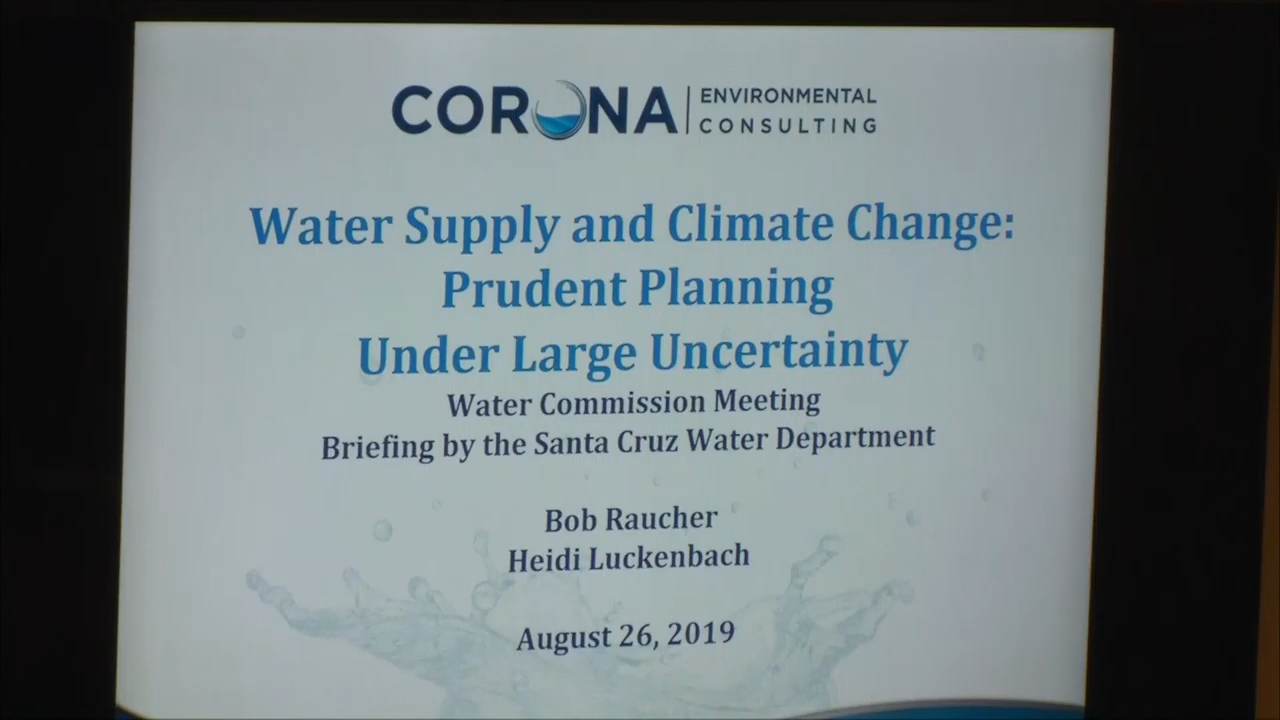 CORONA
ENVIRONMENTAL
CONSULTING
Water Supply and Climate Change:
Prudent Planning
Under Large Uncertainty
Water Commission Meeting
Briefing by the Santa Cruz Water Department
Bob Raucher
Heidi Luckenbach
August 26, 2019